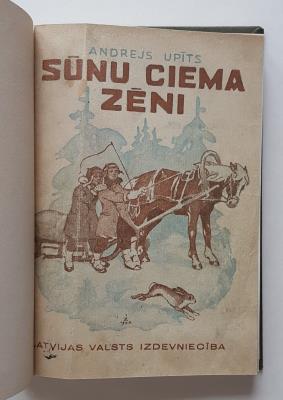 ANDREJS UPĪTS
SŪNU CIEMA
ZĒNI
LATVIJAS VALSTS IZDEVNIECĪBA